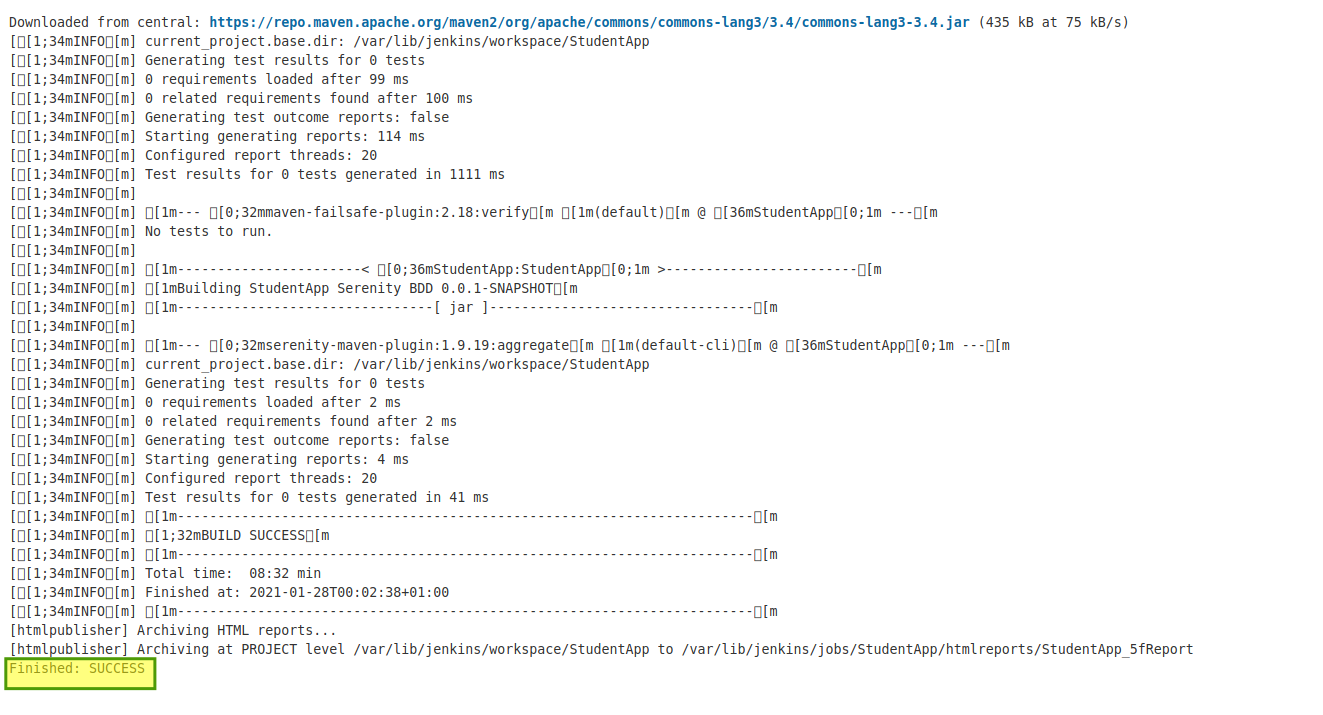 Downloaded from central: https://repo.maven.apache.org/maven2/org/apache/commons/commons-lang3/3.4/commons-lang3-3.4.jar (435 kB at 75 kB/s)
[␛[1;34mINFO␛[m] current_project.base.dir: /var/lib/jenkins/workspace/StudentApp
[␛[1;34mINFO␛[m] Generating test results for 0 tests
[␛[1;34mINFO␛[m] 0 requirements loaded after 99 ms
[␛[1;34mINFO␛[m] 0 related requirements found after 100 ms
[␛[1;34mINFO␛[m] Generating test outcome reports: false
[␛[1;34mINFO␛[m] Starting generating reports: 114 ms
[␛[1;34mINFO␛[m] Configured report threads: 20
[␛[1;34mINFO␛[m] Test results for 0 tests generated in 1111 ms
[␛[1;34mINFO␛[m]
[␛[1;34mINFO␛[m] ␛[1m--- ␛[0;32mmaven-failsafe-plugin:2.18:verify␛[m ␛[1m(default)␛[m @ ␛[36mStudentApp␛[0;1m ---␛[m
[␛[1;34mINFO␛[m] No tests to run.
[␛[1;34mINFO␛[m]
[␛[1;34mINFO␛[m] ␛[1m-----------------------< ␛[0;36mStudentApp:StudentApp␛[0;1m >------------------------␛[m
[␛[1;34mINFO␛[m] ␛[1mBuilding StudentApp Serenity BDD 0.0.1-SNAPSHOT␛[m
[␛[1;34mINFO␛[m] ␛[1m--------------------------------[ jar ]---------------------------------␛[m
[␛[1;34mINFO␛[m]
[␛[1;34mINFO␛[m] ␛[1m--- ␛[0;32mserenity-maven-plugin:1.9.19:aggregate␛[m ␛[1m(default-cli)␛[m @ ␛[36mStudentApp␛[0;1m ---␛[m
[␛[1;34mINFO␛[m] current_project.base.dir: /var/lib/jenkins/workspace/StudentApp
[␛[1;34mINFO␛[m] Generating test results for 0 tests
[␛[1;34mINFO␛[m] 0 requirements loaded after 2 ms
[␛[1;34mINFO␛[m] 0 related requirements found after 2 ms
[␛[1;34mINFO␛[m] Generating test outcome reports: false
[␛[1;34mINFO␛[m] Starting generating reports: 4 ms
[␛[1;34mINFO␛[m] Configured report threads: 20
[␛[1;34mINFO␛[m] Test results for 0 tests generated in 41 ms
[␛[1;34mINFO␛[m] ␛[1m------------------------------------------------------------------------␛[m
[␛[1;34mINFO␛[m] ␛[1;32mBUILD SUCCESS␛[m
[␛[1;34mINFO␛[m] ␛[1m------------------------------------------------------------------------␛[m
[␛[1;34mINFO␛[m] Total time:  08:32 min
[␛[1;34mINFO␛[m] Finished at: 2021-01-28T00:02:38+01:00
[␛[1;34mINFO␛[m] ␛[1m------------------------------------------------------------------------␛[m
[htmlpublisher] Archiving HTML reports...
[htmlpublisher] Archiving at PROJECT level /var/lib/jenkins/workspace/StudentApp to /var/lib/jenkins/jobs/StudentApp/htmlreports/StudentApp_5fReport
Finished: SUCCESS